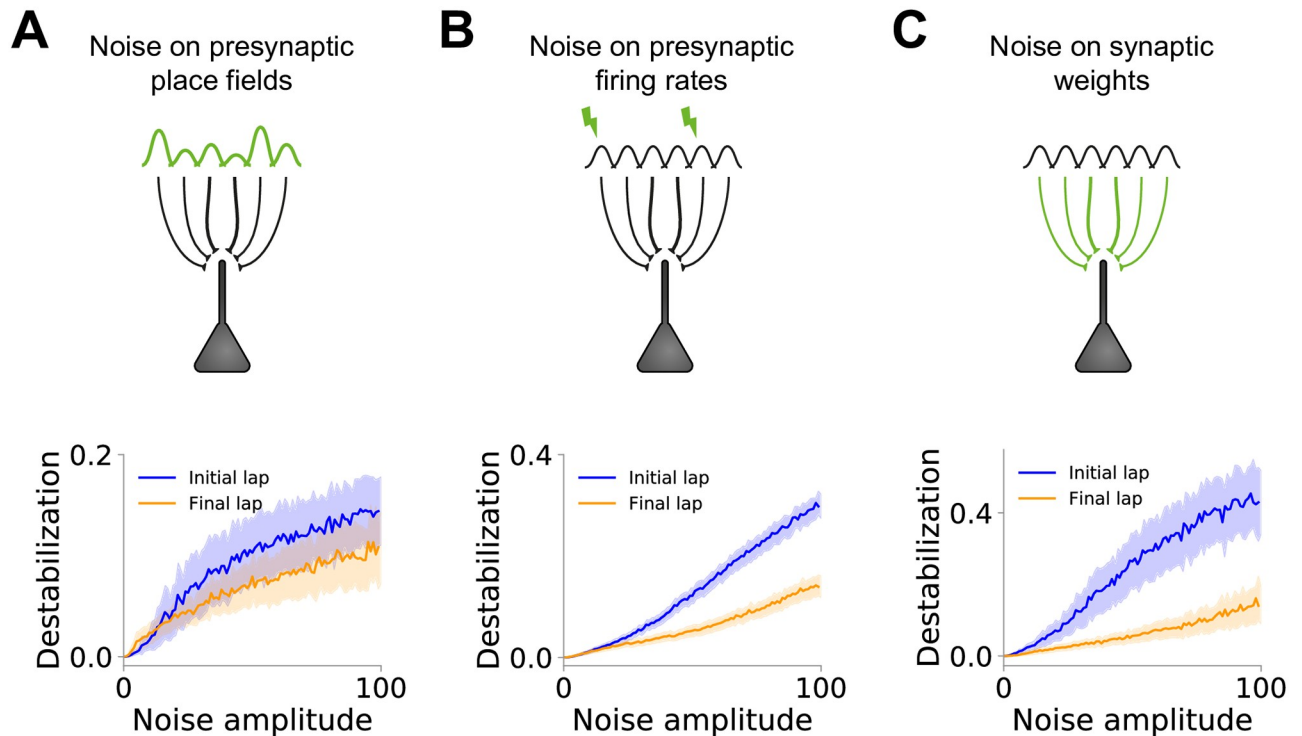 A
Noise on presynaptic
place fields
B
Noise on presynaptic
firing rates
C
Noise on synaptic
weights
Destabilization
0.2
0.0
Initial lap
Final lap
0
100
Noise amplitude
Destabilization
0.4
0.0
Initial lap
Final lap
0
100
Noise amplitude
Destabilization
0.4
0.0
Initial lap
Final lap
0
100
Noise amplitude